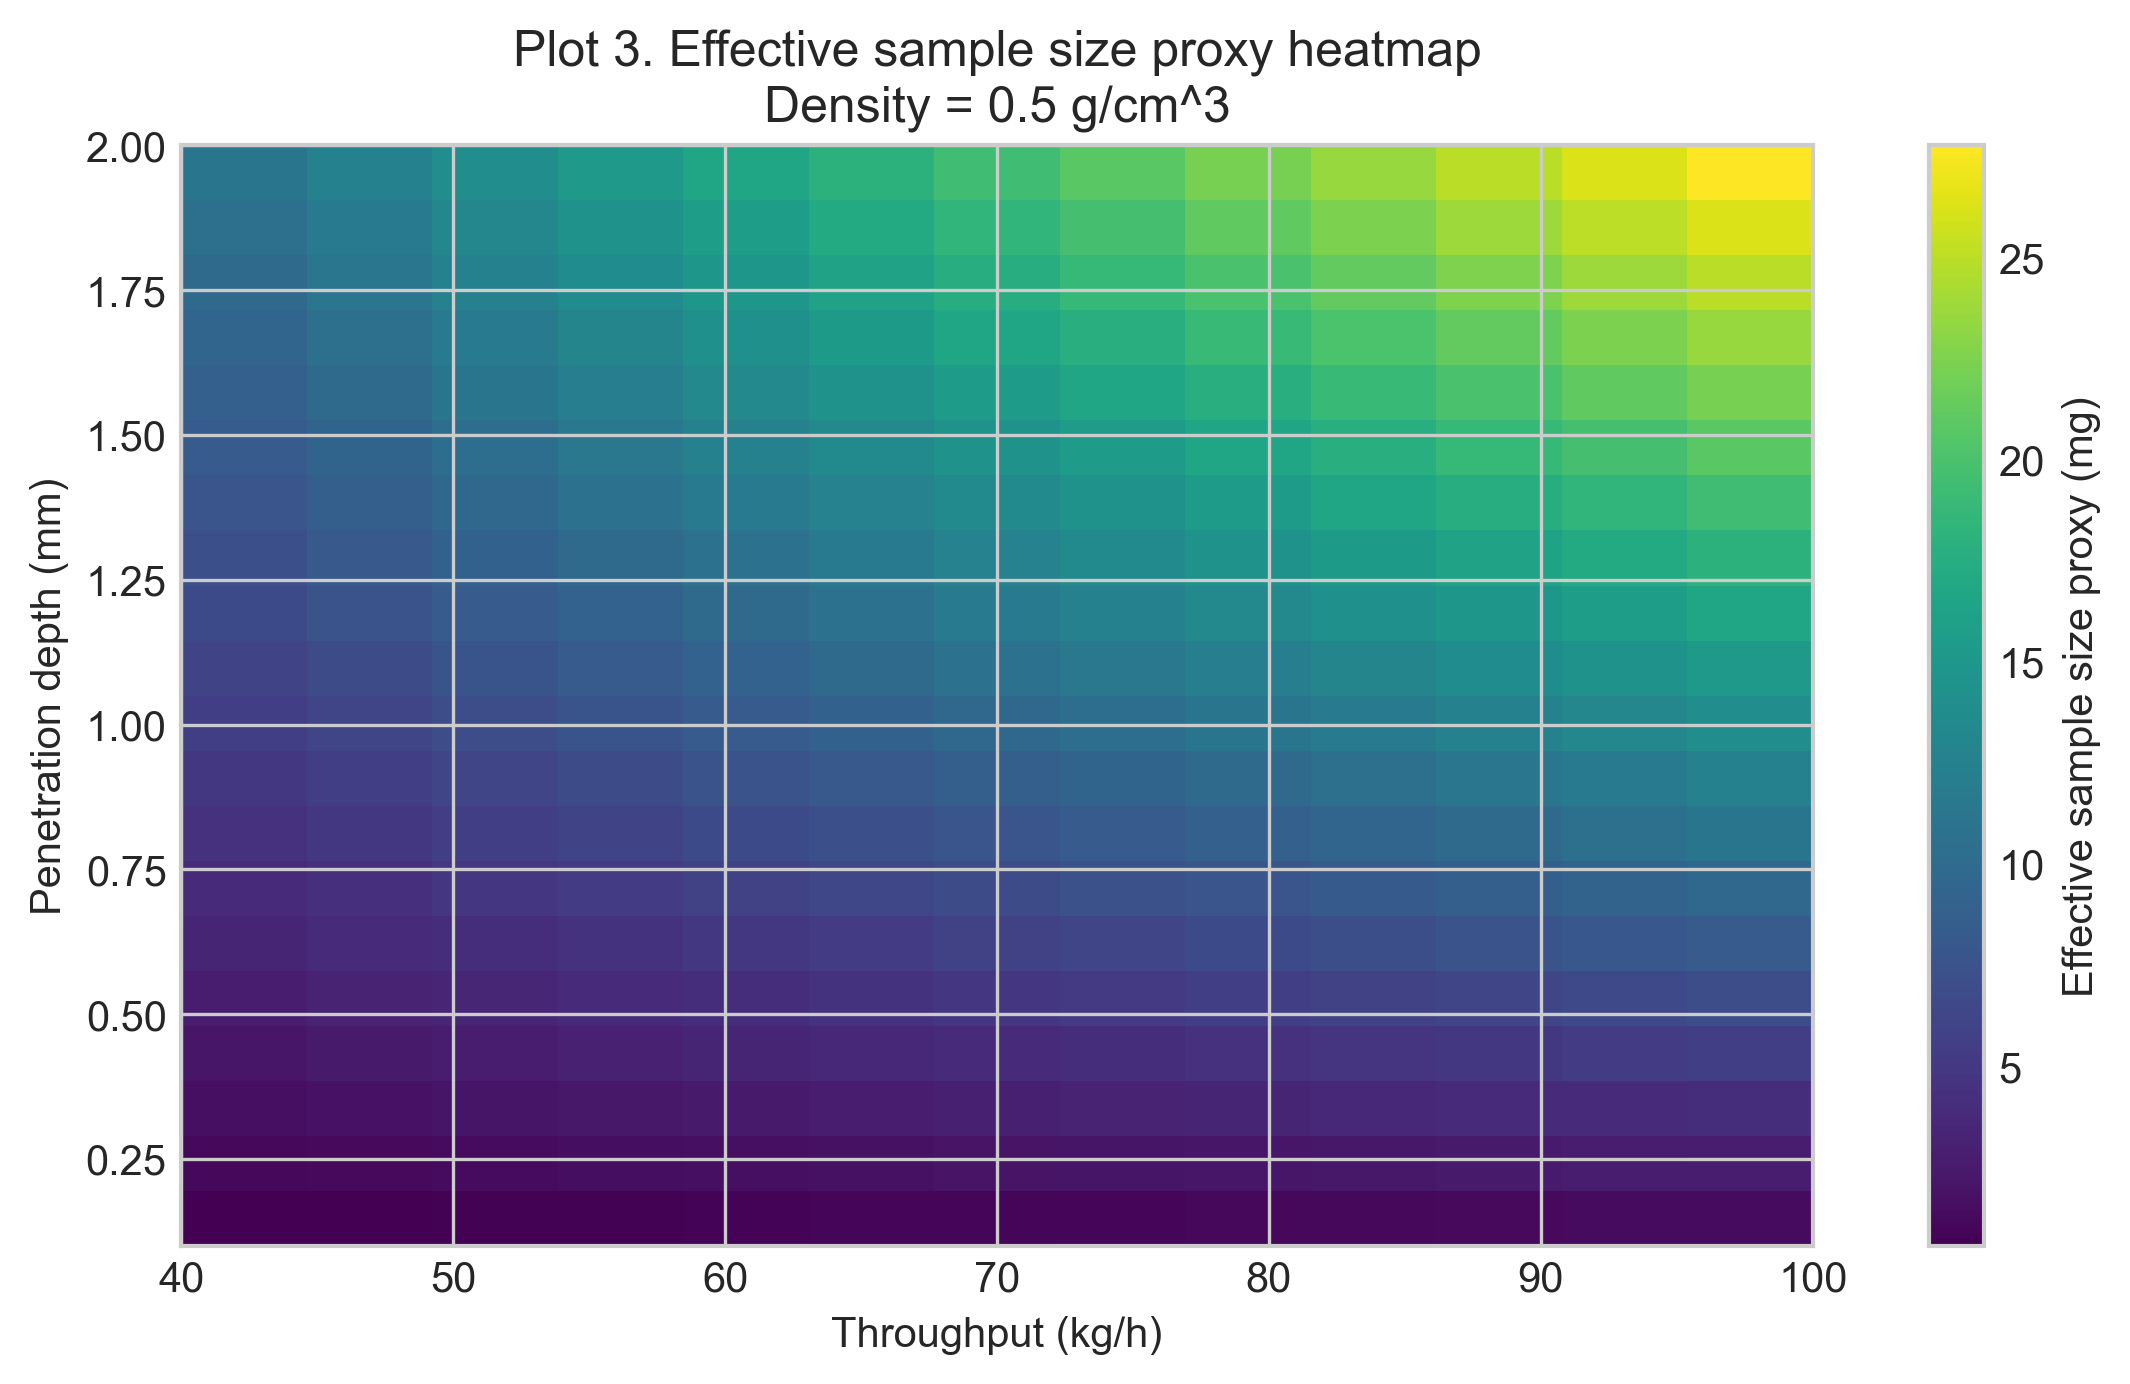 Plot 3. Effective sample size proxy heatmap
Density = 0.5 g/cm^3
Penetration depth (mm)
2.00
1.75
1.50
1.25
1.00
0.75
0.50
0.25
40 50 60 70 80 90 100
Throughput (kg/h)
25
20
15
10
5
Effective sample size proxy (mg)